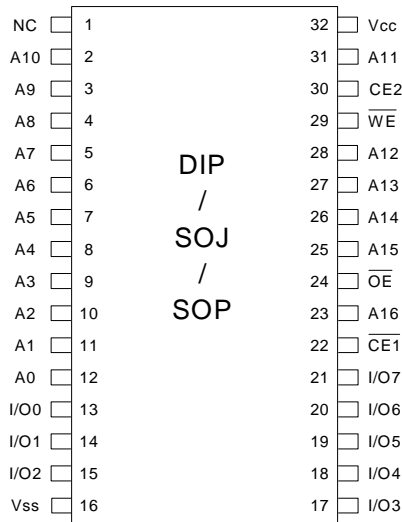 NC 1 32 Vcc
A10 2 31 A11
A9 3 30 CE2
A8 4 29 W̅E̅
A7 5 28 A12
A6 6 27 A13
A5 7 26 A14
A4 8 25 A15
A3 9 24 O̅E̅
A2 10 23 A16
A1 11 22 C̅E̅1̅
A0 12 21 I/O7
I/O0 13 20 I/O6
I/O1 14 19 I/O5
I/O2 15 18 I/O4
Vss 16 17 I/O3
DIP
/
SOJ
/
SOP